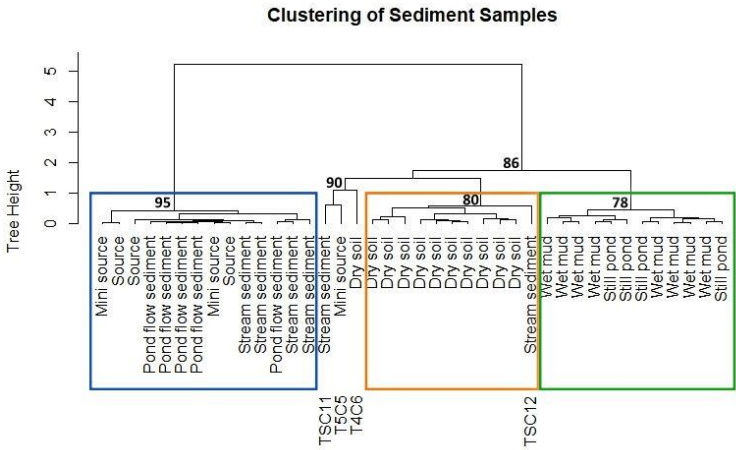 Clustering of Sediment Samples
Tree Height
5
4
3
2
1
0
95
90
86
80
78
Mini source
Source
Source
Pond flow sediment
Pond flow sediment
Pond flow sediment
Pond flow sediment
Mini source
Source
Stream sediment
Stream sediment
Pond flow sediment
Stream sediment
Stream sediment
Stream sediment
Mini source
Dry soil
Dry soil
Dry soil
Dry soil
Dry soil
Dry soil
Dry soil
Dry soil
Dry soil
Dry soil
Dry soil
Stream sediment
Wet mud
Wet mud
Wet mud
Wet mud
Still pond
Still pond
Still pond
Wet mud
Wet mud
Wet mud
Wet mud
Still pond
TSC11
T5C5
T4C6
TSC12